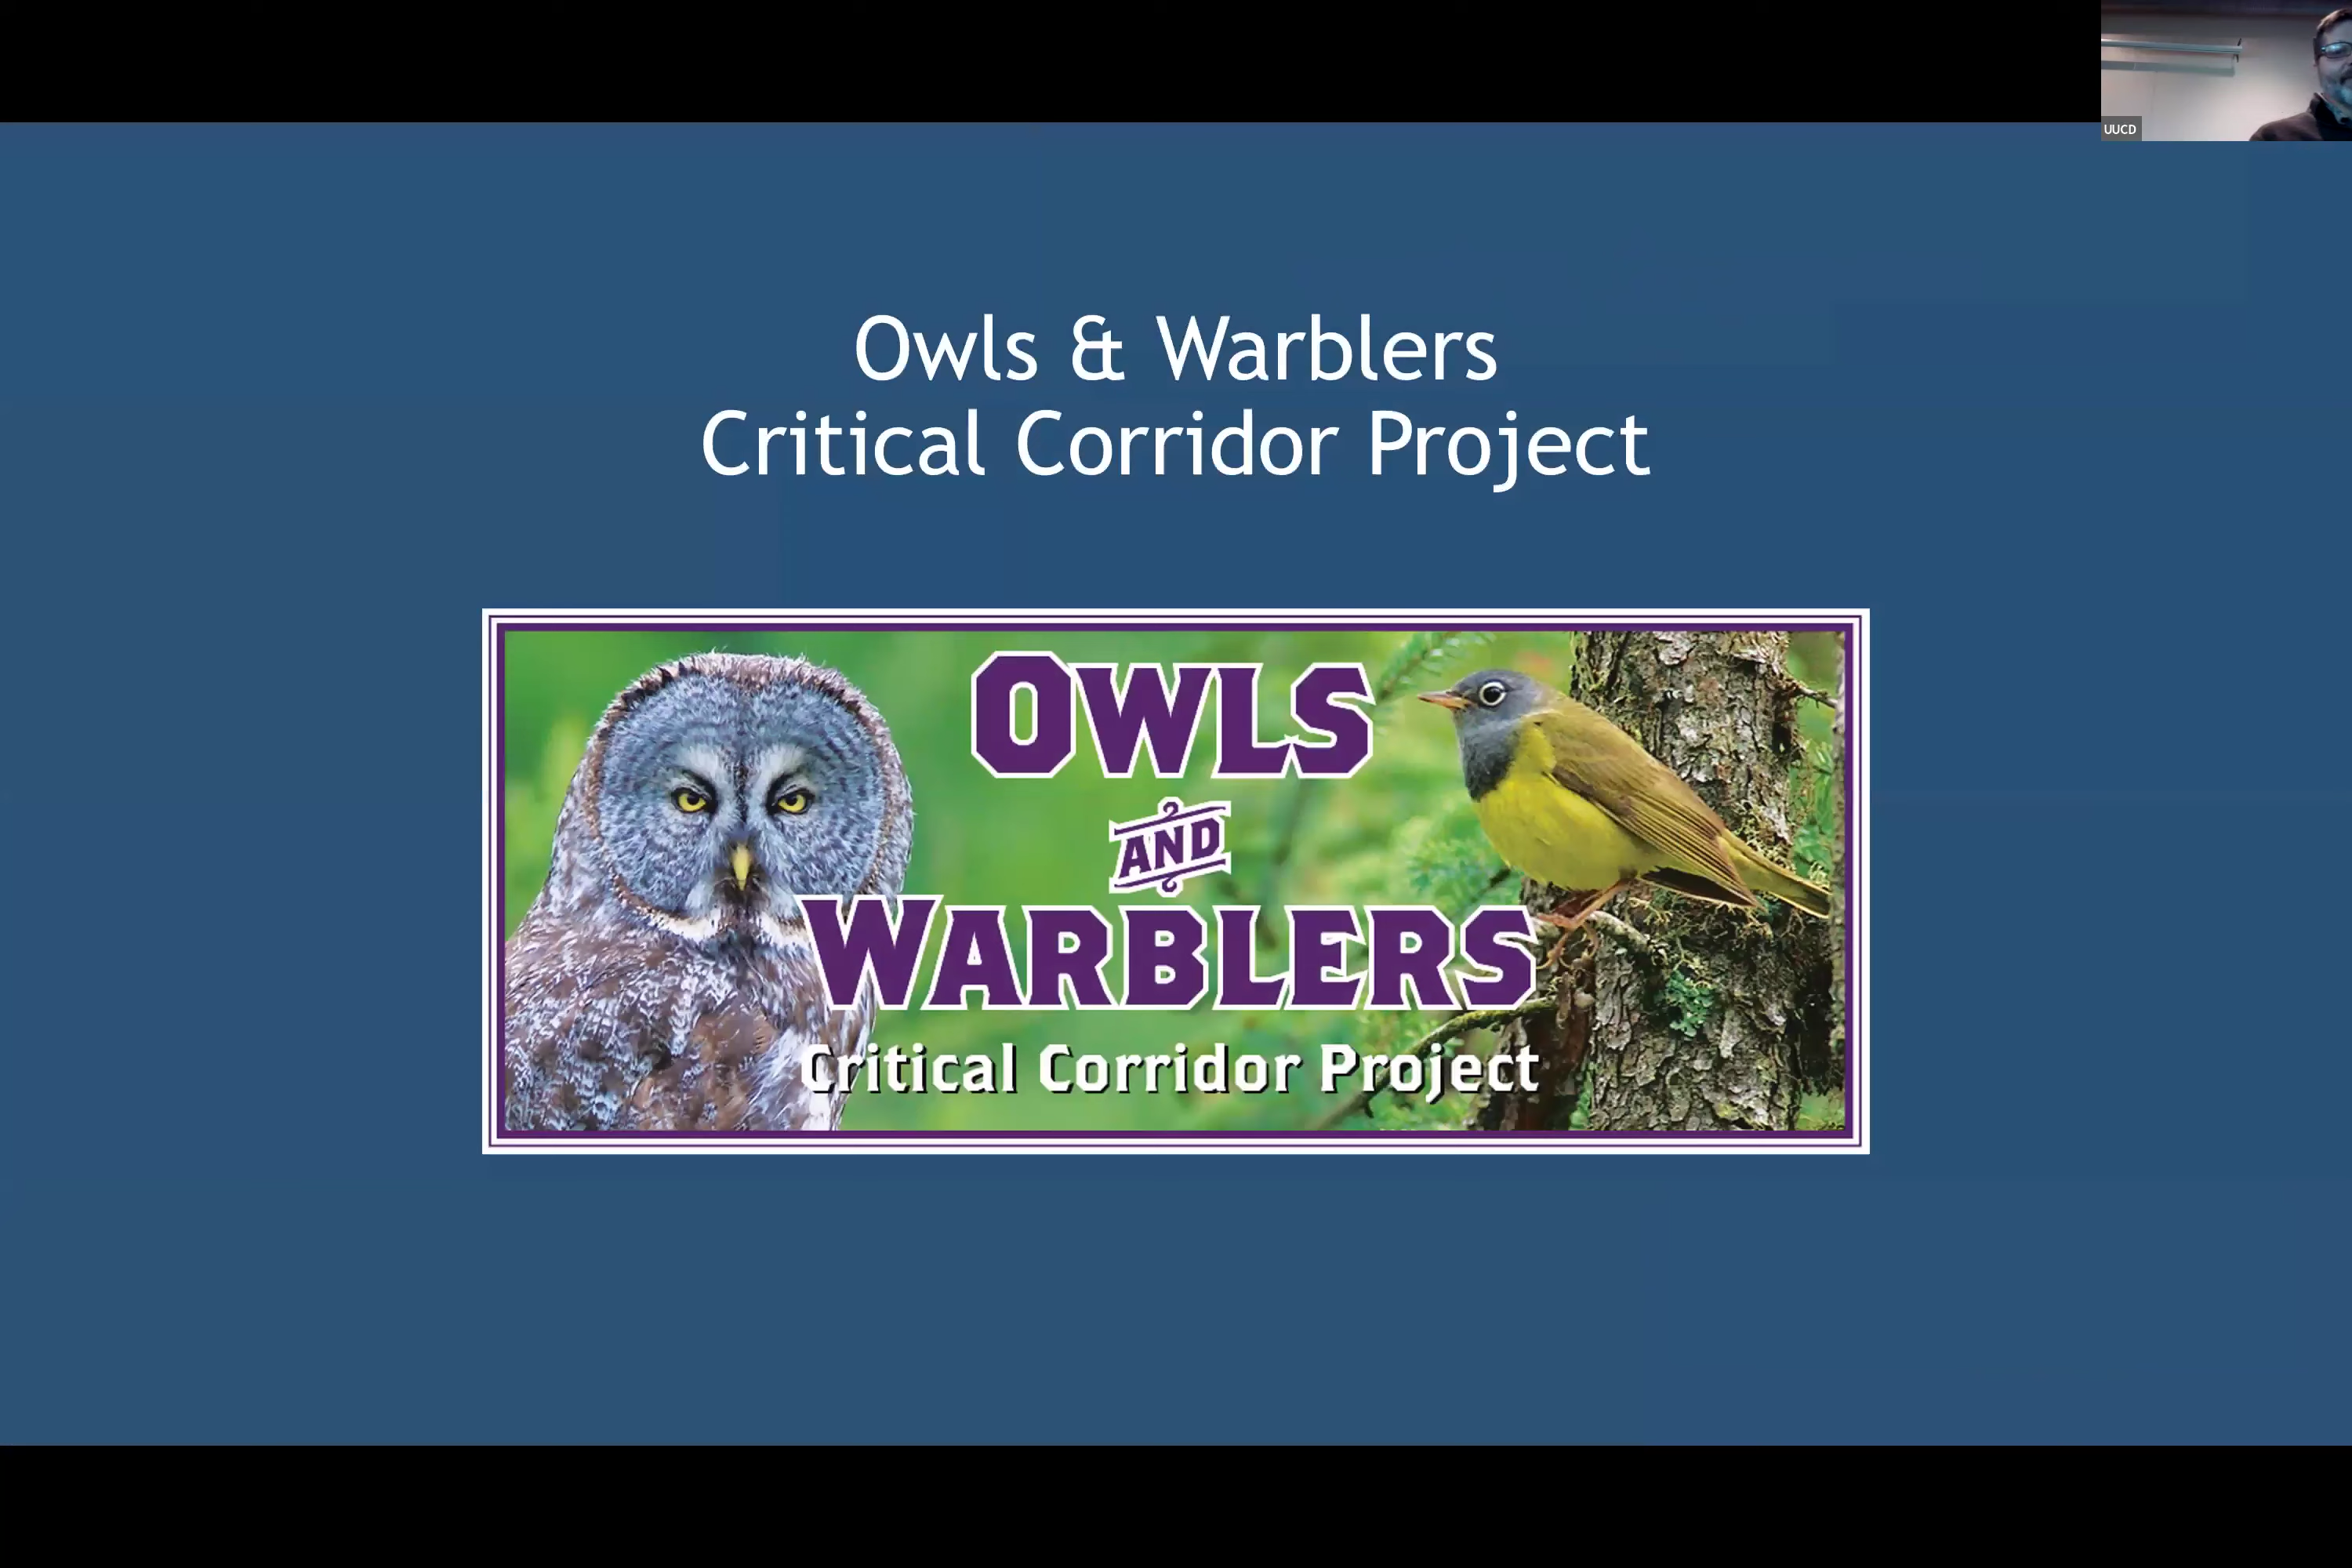 UUCD
Owls & Warblers
Critical Corridor Project
OWLS
AND
WARBLERS
Critical Corridor Project